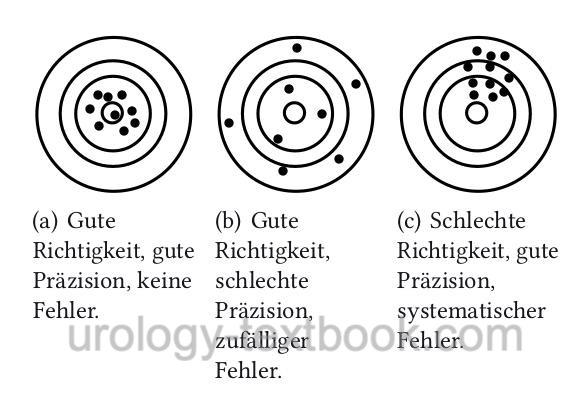 (a) Gute
Richtigkeit, gute
Präzision, keine
Fehler.
(b) Gute
Richtigkeit,
schlechte
Präzision,
zufälliger
Fehler.
(c) Schlechte
Richtigkeit, gute
Präzision,
systematischer
Fehler.
urology-textbook.com